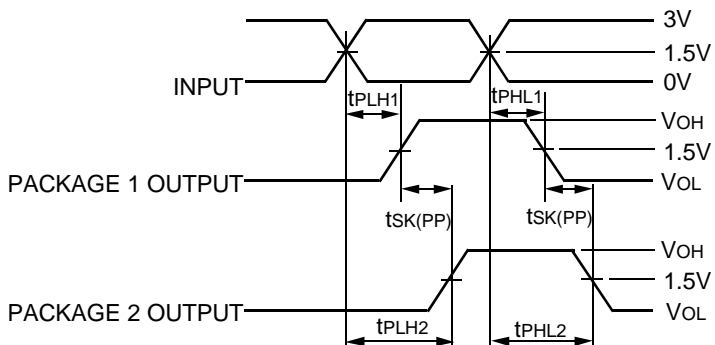 3V
1.5V
INPUT
0V
tPLH1
tPHL1
VOH
1.5V
PACKAGE 1 OUTPUT
VOL
tSK(PP)
tSK(PP)
VOH
1.5V
PACKAGE 2 OUTPUT
VOL
tPLH2
tPHL2